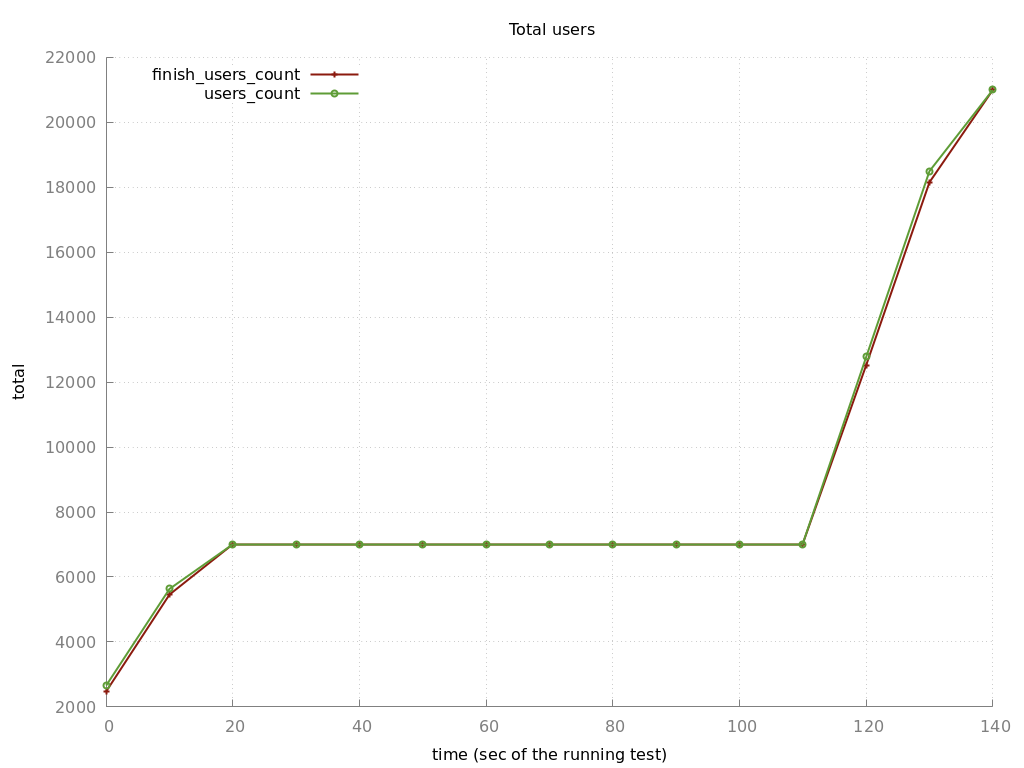 Total users
22000
20000
18000
16000
14000
12000
10000
8000
6000
4000
2000
finish_users_count
users_count
total
0 20 40 60 80 100 120 140
time (sec of the running test)